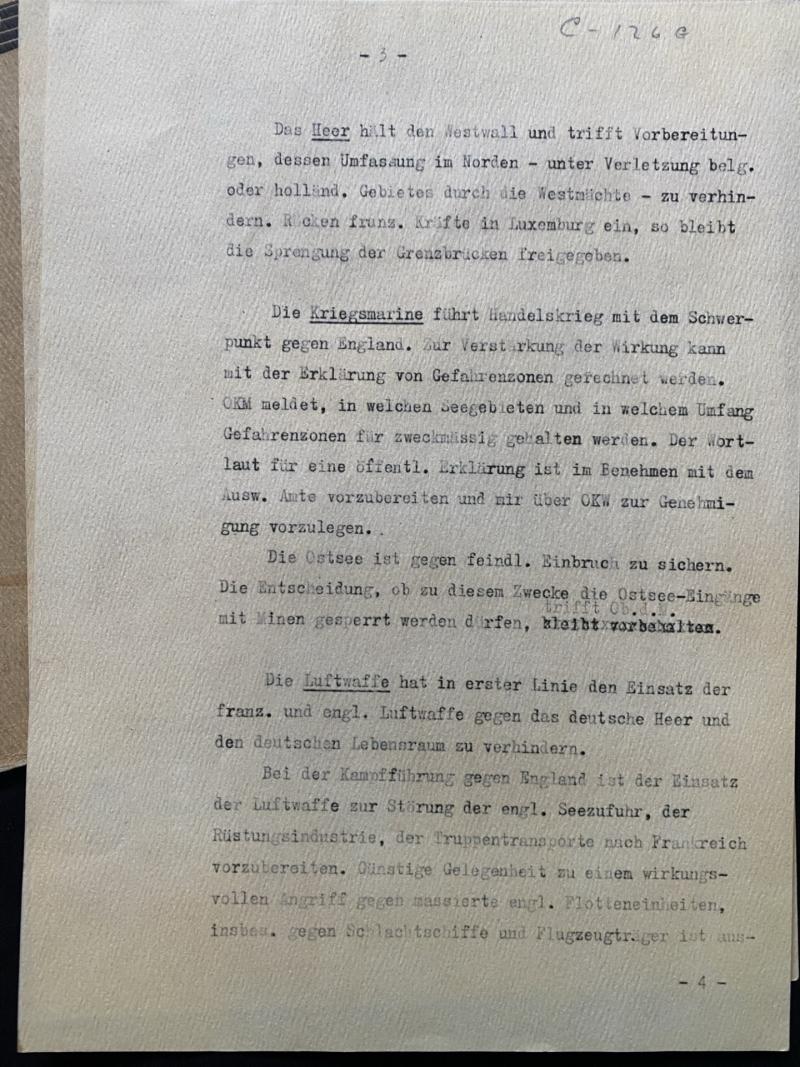 C-126 G
- 3 -
Das Heer hält den Westwall und trifft Vorbereitun-
gen, dessen Umfassung im Norden - unter Verletzung belg.
oder holländ. Gebietes durch die Westmächte - zu verhin-
dern. Rücken franz. Kräfte in Luxemburg ein, so bleibt
die Sprengung der Grenzbrücken freigegeben.
Die Kriegsmarine führt Handelskrieg mit dem Schwer-
punkt gegen England. Zur Verstärkung der Wirkung kann
mit der Erklärung von Gefahrenzonen gerechnet werden.
OKM meldet, in welchen Seegebieten und in welchem Umfang
Gefahrenzonen für zweckmässig gehalten werden. Der Wort-
laut für eine öffentl. Erklärung ist im Benehmen mit dem
Ausw. Amte vorzubereiten und mir über OKW zur Genehmi-
gung vorzulegen.
Die Ostsee ist gegen feindl. Einbruch zu sichern.
Die Entscheidung, ob zu diesem Zwecke die Ostsee-Eingänge
trifft Ob.d.M.
mit Minen gesperrt werden dürfen, bleibt vorbehalten.
Die Luftwaffe hat in erster Linie den Einsatz der
franz. und engl. Luftwaffe gegen das deutsche Heer und
den deutschen Lebensraum zu verhindern.
Bei der Kampfführung gegen England ist der Einsatz
der Luftwaffe zur Störung der engl. Seezufuhr, der
Rüstungsindustrie, der Truppentransporte nach Frankreich
vorzubereiten. Günstige Gelegenheit zu einem wirkungs-
vollen Angriff gegen massierte engl. Flotteneinheiten,
insbes. gegen Schlachtschiffe und Flugzeugträger ist aus-
- 4 -